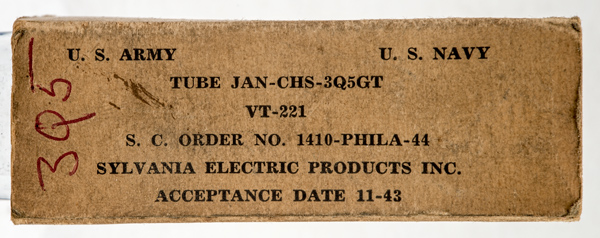 U. S. ARMY U. S. NAVY
TUBE JAN-CHS-3Q5GT
VT-221
S. C. ORDER NO. 1410-PHILA-44
SYLVANIA ELECTRIC PRODUCTS INC.
ACCEPTANCE DATE 11-43
3Q5